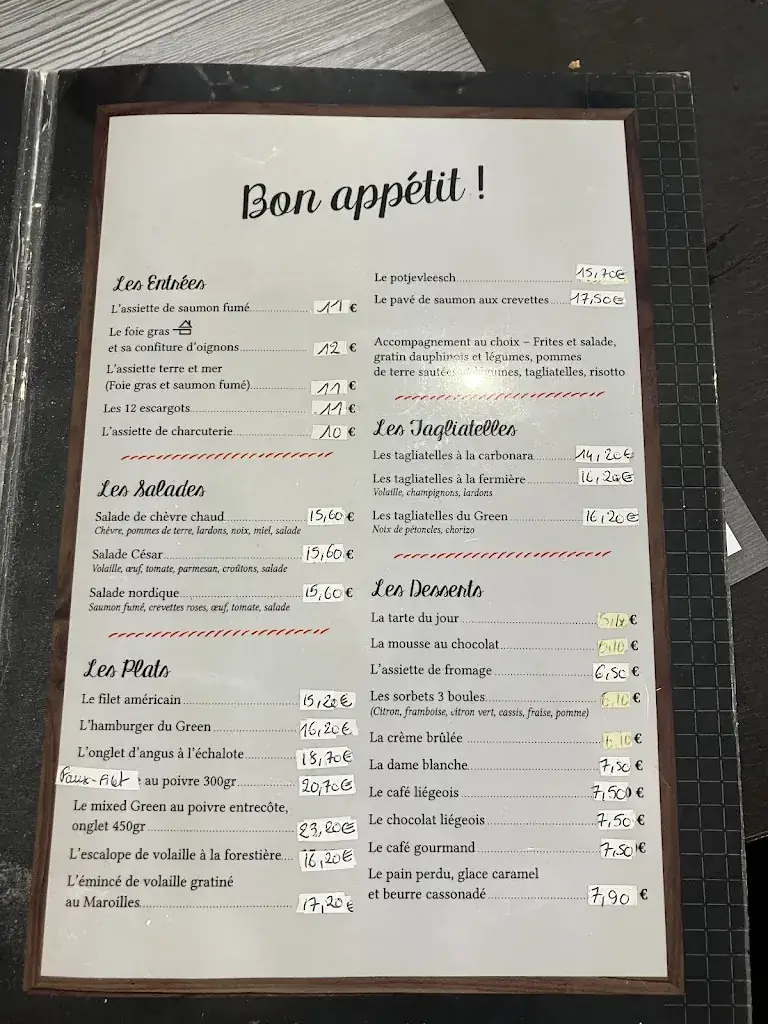 Bon appétit !
Les Entrées
L'assiette de saumon fumé 11 €
Le foie gras
et sa confiture d'oignons 12 €
L'assiette terre et mer
(Foie gras et saumon fumé) 11 €
Les 12 escargots 11 €
L'assiette de charcuterie 10 €
Les Salades
Salade de chèvre chaud 15,60 €
Chèvre, pommes de terre, lardons, noix, miel, salade
Salade César 15,60 €
Volaille, œuf, tomate, parmesan, croûtons, salade
Salade nordique 15,60 €
Saumon fumé, crevettes roses, œuf, tomate, salade
Les Plats
Le filet américain 15,20€
L'hamburger du Green 16,20€
L'onglet d'angus à l'échalote 18,70€
Faux-filet au poivre 300gr 20,70€
Le mixed Green au poivre entrecôte,
onglet 450gr 23,20€
L'escalope de volaille à la forestière 16,20€
L'émincé de volaille gratiné
au Maroilles 17,20€
Le potjevleesch 15,70€
Le pavé de saumon aux crevettes 17,50€
Accompagnement au choix – Frites et salade,
gratin dauphinois et légumes, pommes
de terre sautées légumes, tagliatelles, risotto
Les Tagliatelles
Les tagliatelles à la carbonara 14,20€
Les tagliatelles à la fermière 16,20€
Volaille, champignons, lardons
Les tagliatelles du Green 16,20€
Noix de pétoncles, chorizo
Les Desserts
La tarte du jour €
La mousse au chocolat €
L'assiette de fromage 6,50 €
Les sorbets 3 boules 6,10 €
(Citron, framboise, citron vert, cassis, fraise, pomme)
La crème brûlée 6,10 €
La dame blanche 7,50 €
Le café liégeois 7,50 €
Le chocolat liégeois 7,50 €
Le café gourmand 7,50 €
Le pain perdu, glace caramel
et beurre cassonadé 7,90 €